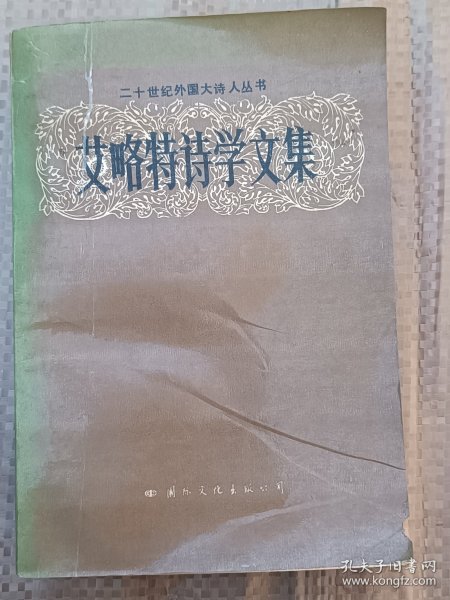 二十世纪外国大诗人丛书
艾略特诗学文集
国际文化出版公司
孔夫子旧书网
www.kongfz.com